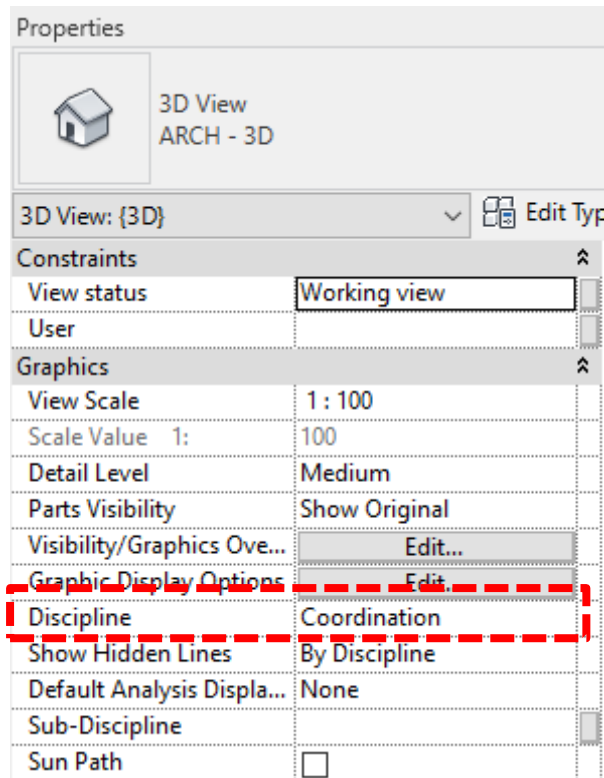 Properties
3D View
ARCH - 3D
3D View: {3D}
Edit Typ
Constraints
View status Working view
User
Graphics
View Scale 1 : 100
Scale Value 1: 100
Detail Level Medium
Parts Visibility Show Original
Visibility/Graphics Ove... Edit...
Graphic Display Options Edit...
Discipline Coordination
Show Hidden Lines By Discipline
Default Analysis Displa... None
Sub-Discipline
Sun Path